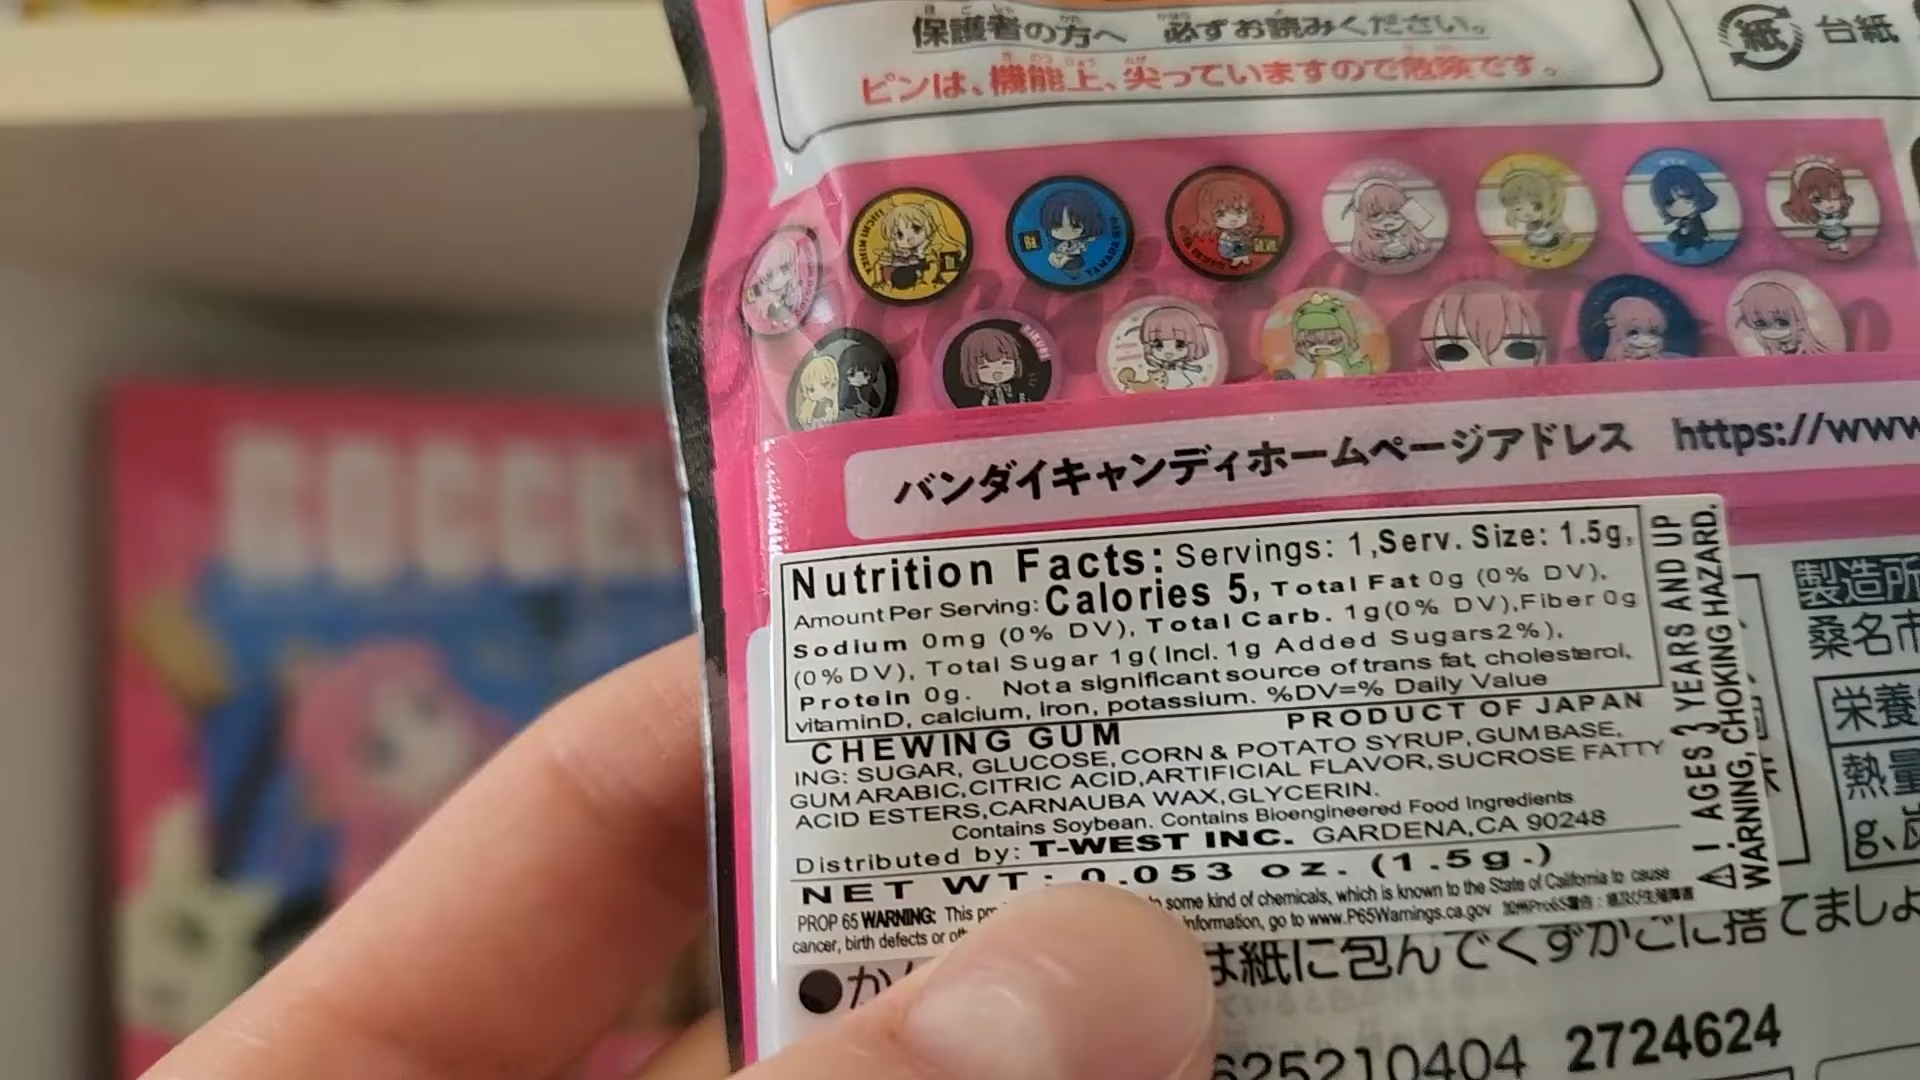 保護者の方へ 必ずお読みください。
ピンは、機能上、尖っていますので危険です。
紙 台紙
バンダイキャンディホームページアドレス https://www
Nutrition Facts: Servings: 1,Serv. Size: 1.5g,
Amount Per Serving: Calories 5, Total Fat 0g (0% DV),
Sodium 0mg (0% DV), Total Carb. 1g(0% DV),Fiber 0g
(0% DV), Total Sugar 1g(Incl. 1g Added Sugars2%),
Protein 0g. Not a significant source of trans fat, cholesterol,
vitaminD, calcium, iron, potassium. %DV=% Daily Value
CHEWING GUM PRODUCT OF JAPAN
ING: SUGAR, GLUCOSE,CORN & POTATO SYRUP,GUM BASE,
GUM ARABIC,CITRIC ACID,ARTIFICIAL FLAVOR,SUCROSE FATTY
ACID ESTERS,CARNAUBA WAX,GLYCERIN.
Contains Soybean. Contains Bioengineered Food Ingredients
Distributed by: T-WEST INC. GARDENA,CA 90248
NET WT: 0.053 oz. (1.5g.)
PROP 65 WARNING: This some kind of chemicals, which is known to the State of California to cause
cancer, birth defects or information, go to www.P65Warnings.ca.gov
⚠! AGES 3 YEARS AND UP
WARNING, CHOKING HAZARD.
製造所
桑名市
栄養
熱量
g、炭
●か は紙に包んでくずかごに捨てましょ
625210404 2724624